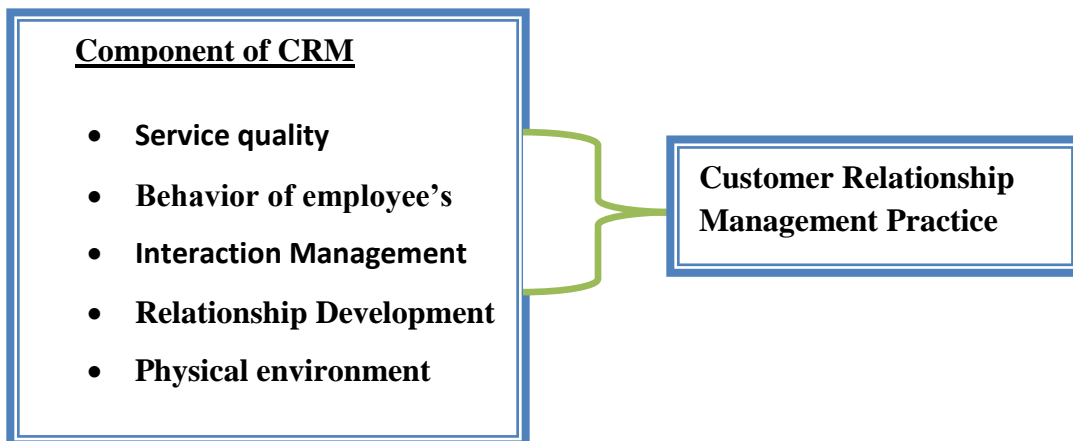 Component of CRM
• Service quality
• Behavior of employee’s
• Interaction Management
• Relationship Development
• Physical environment
Customer Relationship
Management Practice